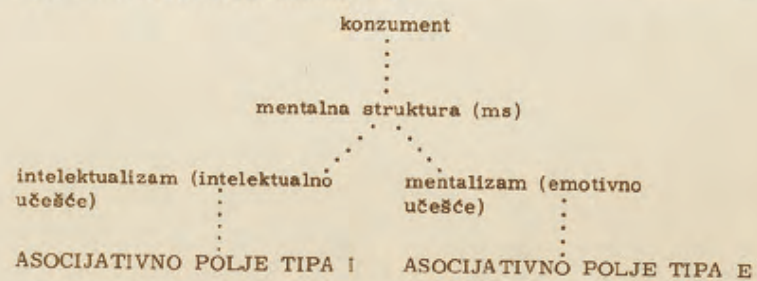 konzument
mentalna struktura (ms)
intelektualizam (intelektualno
učešće)
mentalizam (emotivno
učešće)
ASOCIJATIVNO POLJE TIPA I
ASOCIJATIVNO POLJE TIPA E